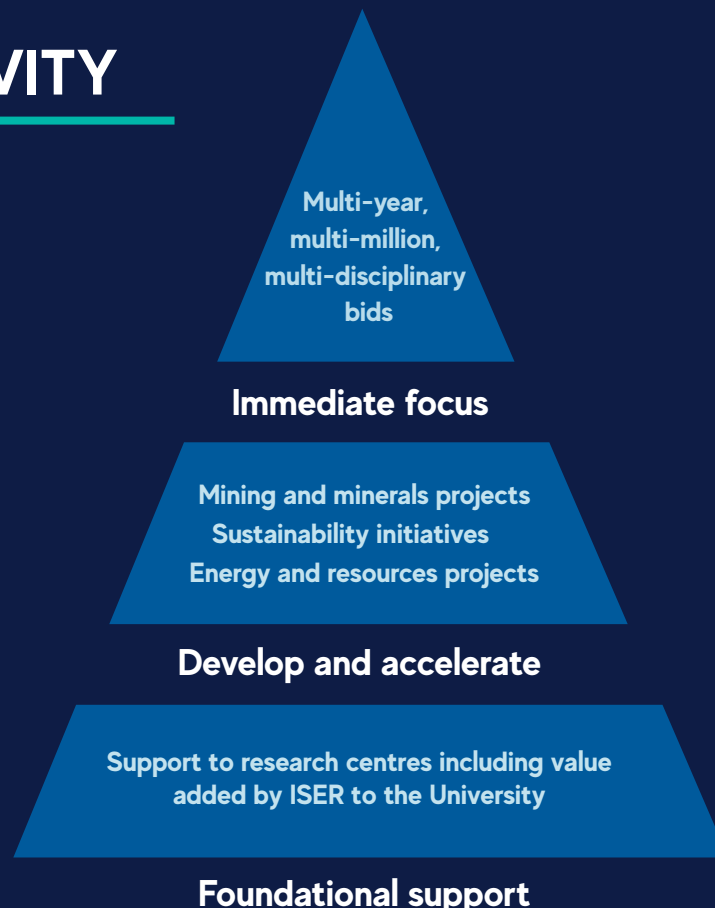 VITY
Multi-year,
multi-million,
multi-disciplinary
bids
Immediate focus
Mining and minerals projects
Sustainability initiatives
Energy and resources projects
Develop and accelerate
Support to research centres including value
added by ISER to the University
Foundational support